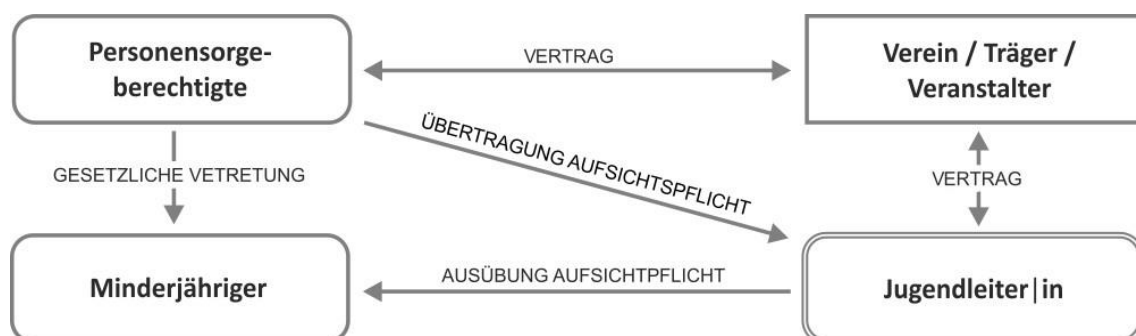 Personensorge-
berechtigte
VERTRAG
Verein / Träger /
Veranstalter
ÜBERTRAGUNG AUFSICHTSPFLICHT
GESETZLICHE VETRETUNG
VERTRAG
Minderjähriger
AUSÜBUNG AUFSICHTPFLICHT
Jugendleiter|in